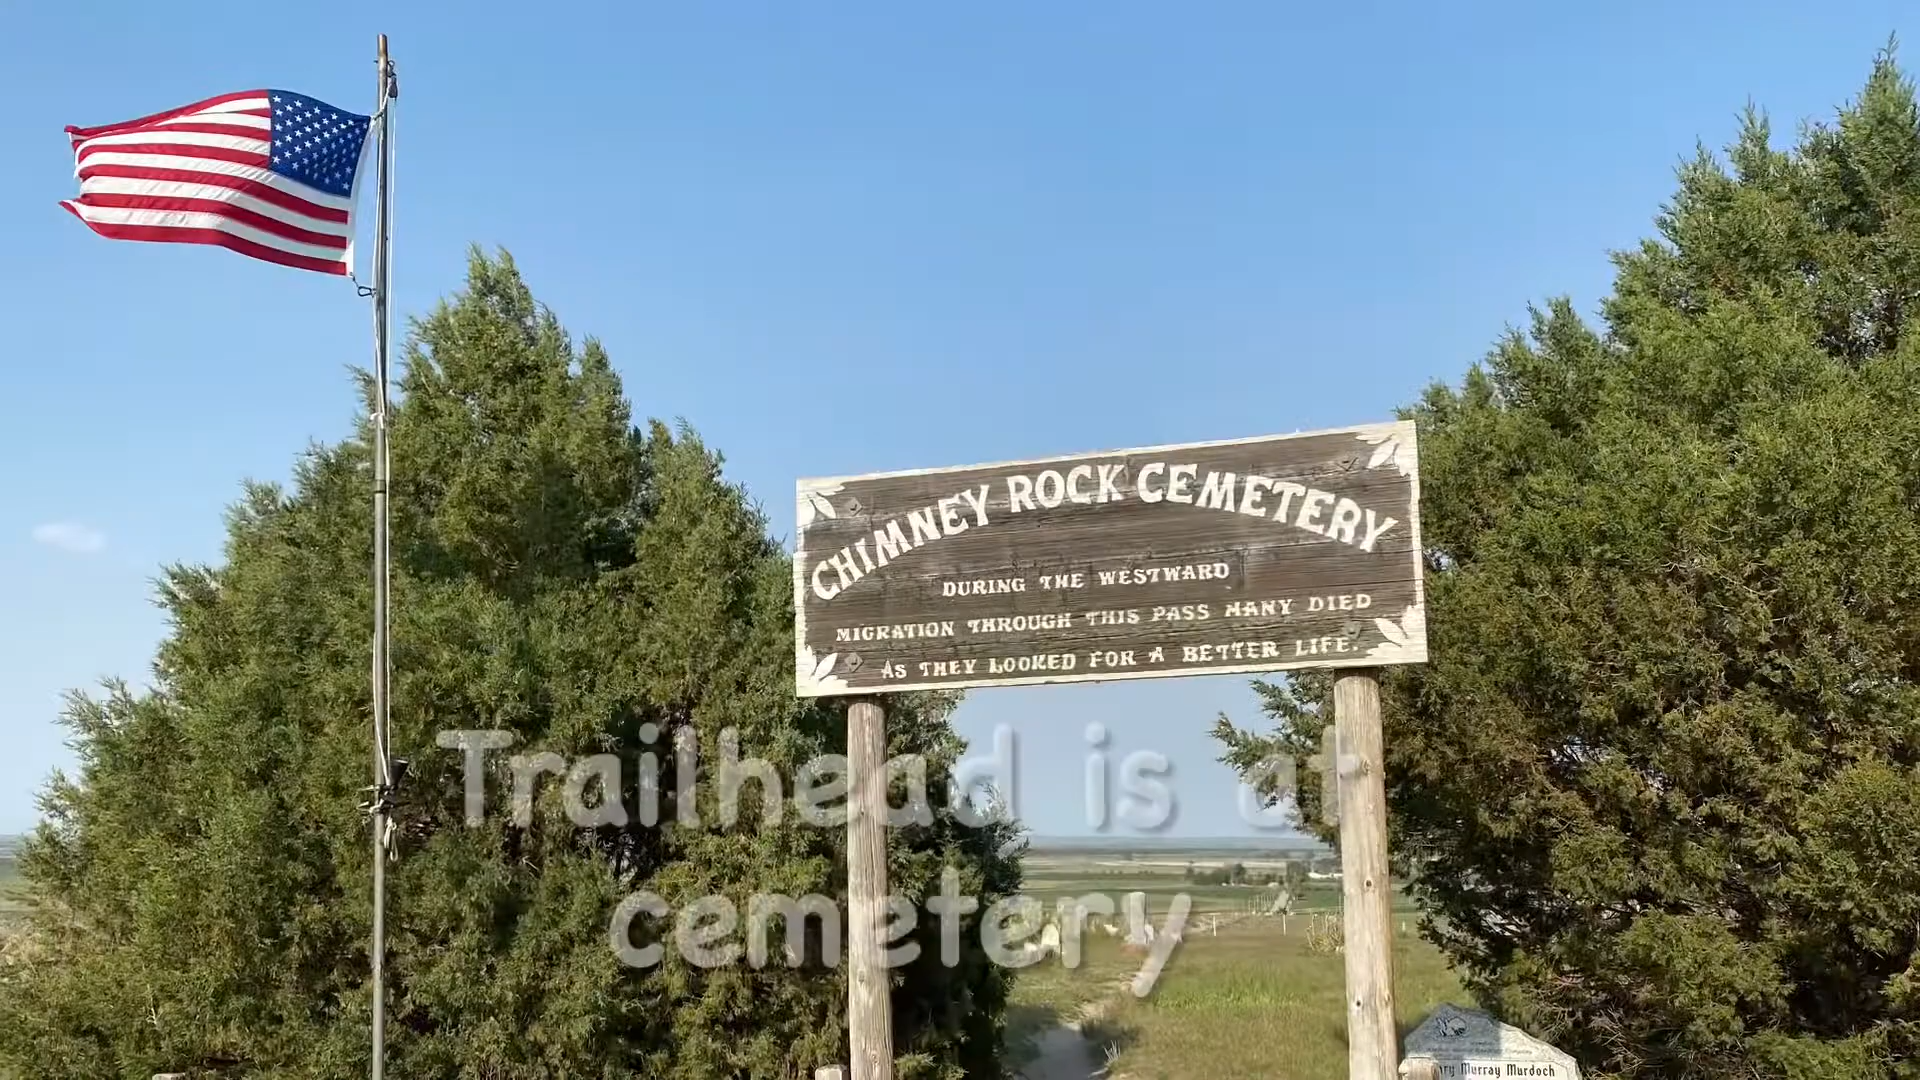 CHIMNEY ROCK CEMETERY
DURING THE WESTWARD
MIGRATION THROUGH THIS PASS MANY DIED
AS THEY LOOKED FOR A BETTER LIFE.
Trailhead is at
cemetery
Murray Murdoch